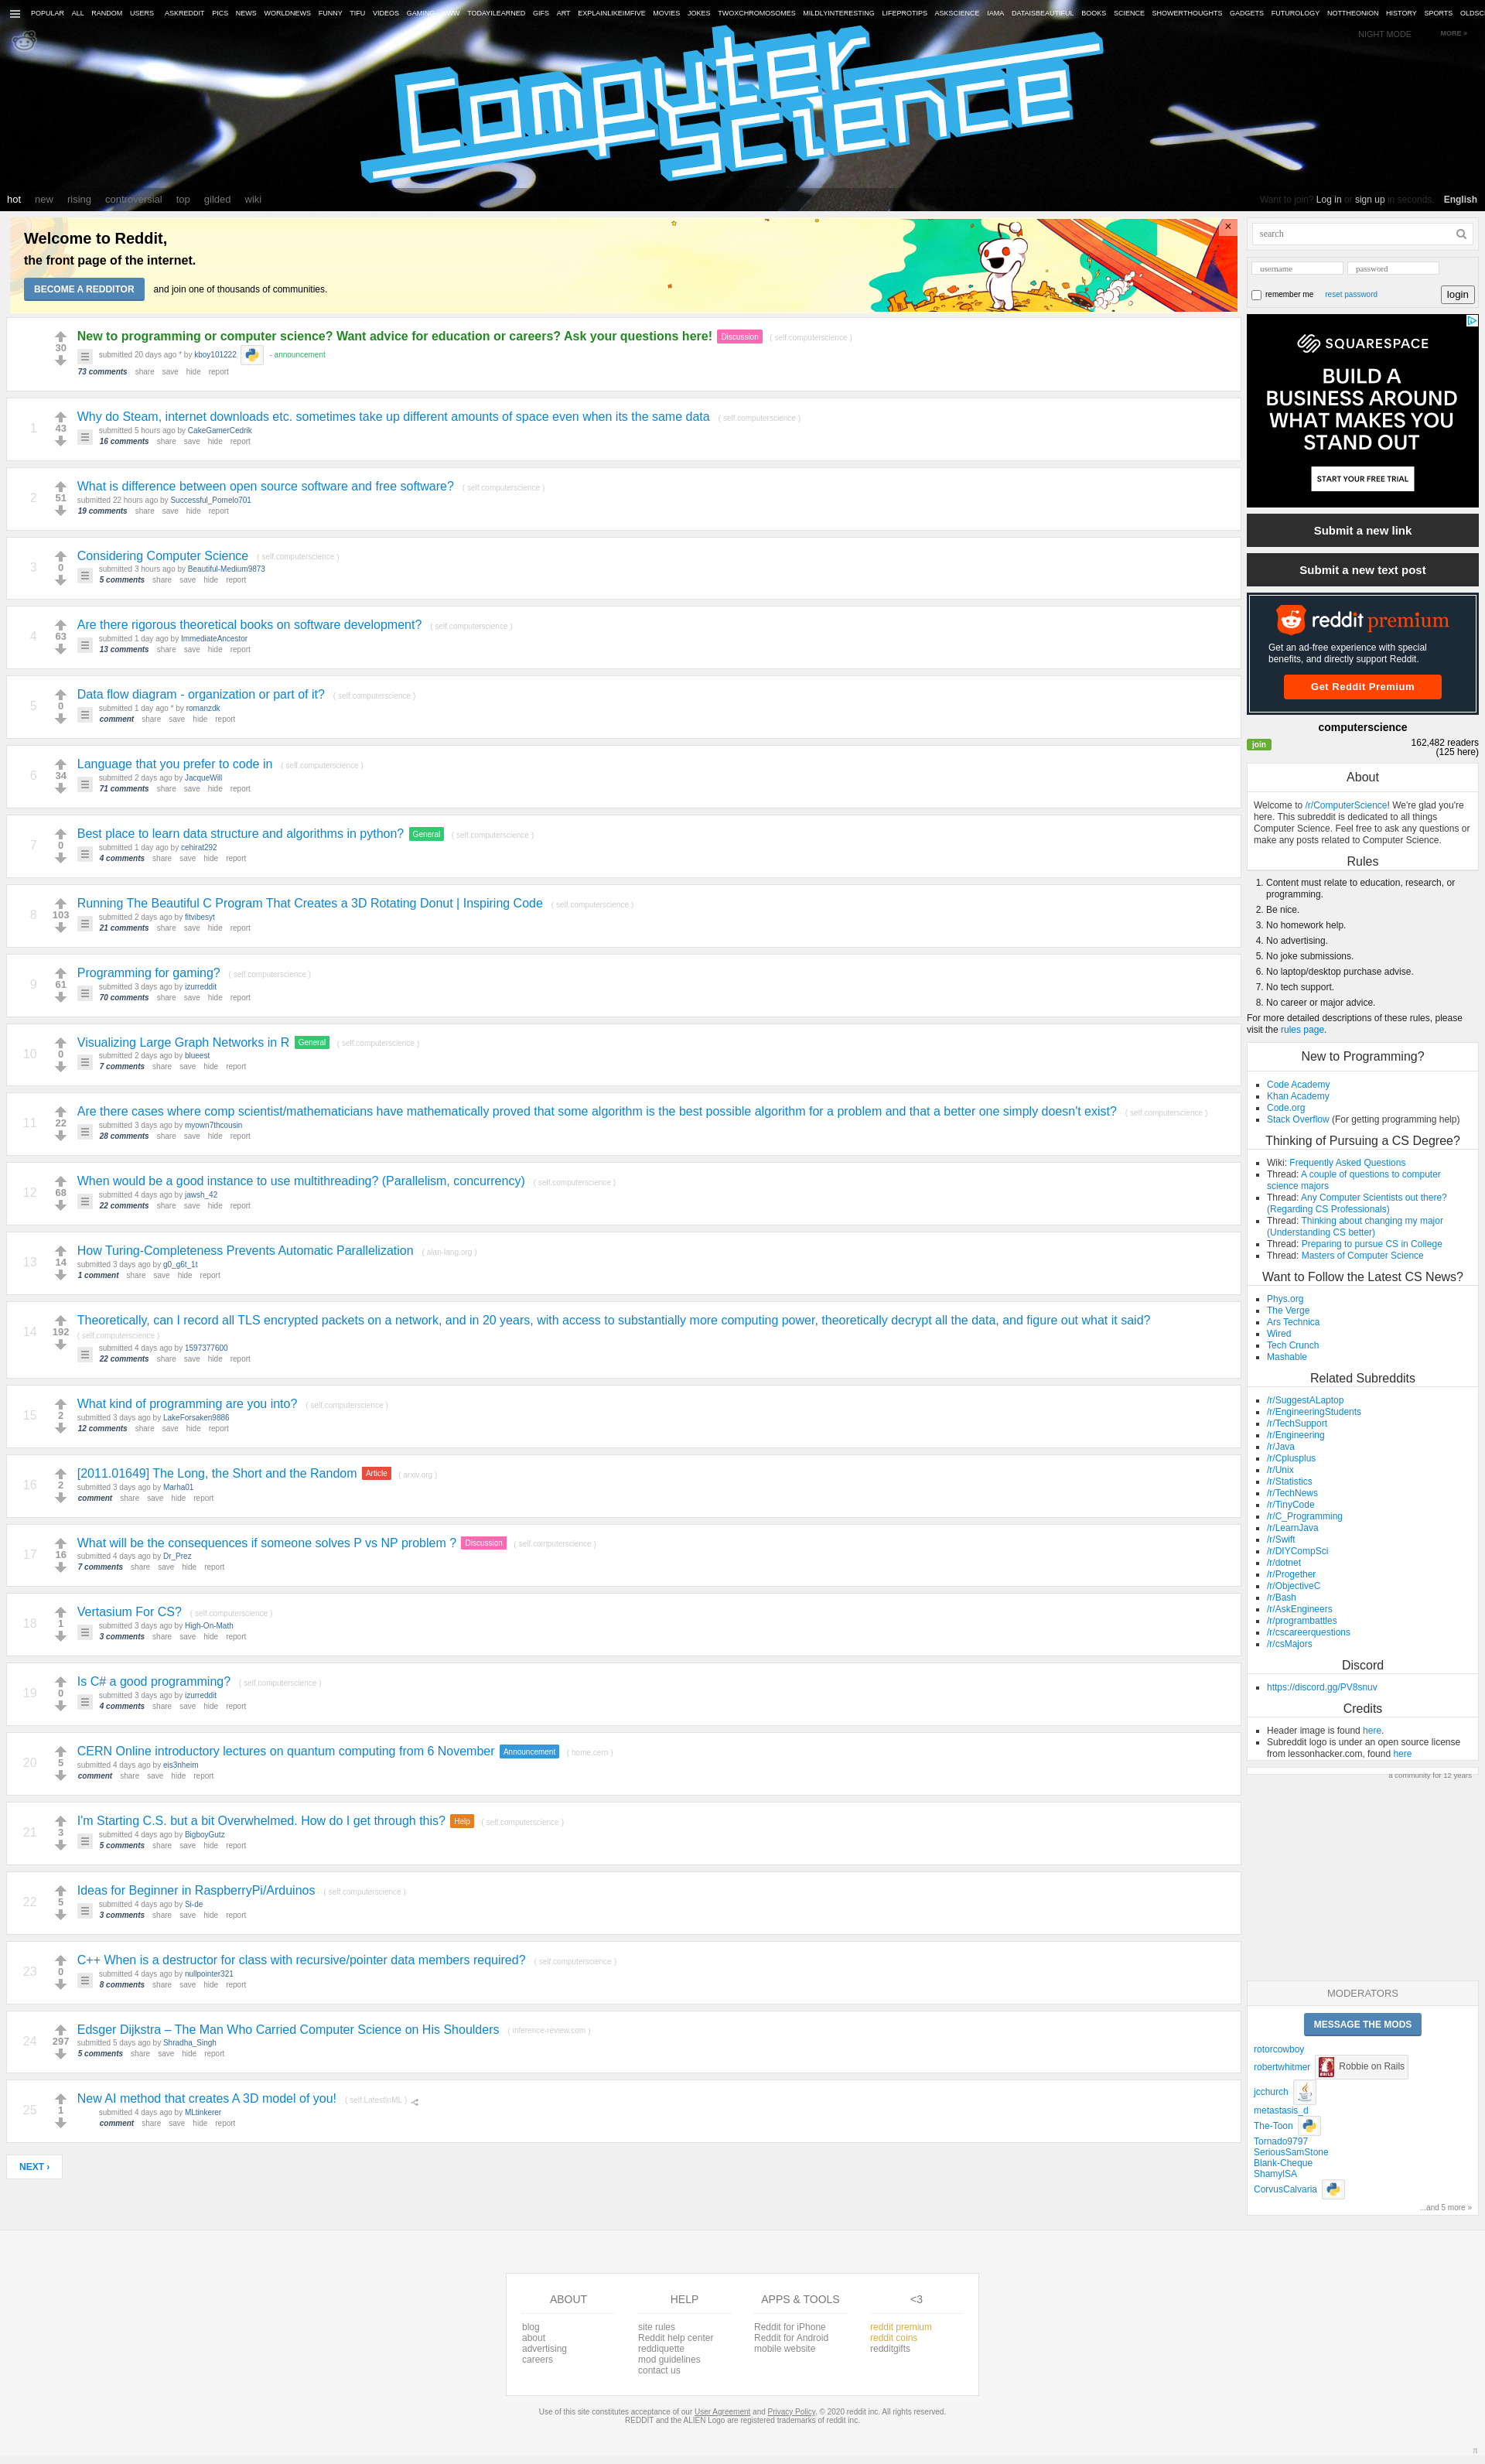 POPULAR ALL RANDOM USERS ASKREDDIT PICS NEWS WORLDNEWS FUNNY TIFU VIDEOS GAMING AWW TODAYILEARNED GIFS ART EXPLAINLIKEIMFIVE MOVIES JOKES TWOXCHROMOSOMES MILDLYINTERESTING LIFEPROTIPS ASKSCIENCE IAMA DATAISBEAUTIFUL BOOKS SCIENCE SHOWERTHOUGHTS GADGETS FUTUROLOGY NOTTHEONION HISTORY SPORTS OLDSC
NIGHT MODE MORE »
Computer
Science
hot new rising controversial top gilded wiki
Want to join? Log in or sign up in seconds. English
Welcome to Reddit,
the front page of the internet.
BECOME A REDDITOR and join one of thousands of communities.
×
New to programming or computer science? Want advice for education or careers? Ask your questions here! Discussion ( self.computerscience )
30
submitted 20 days ago * by kboy101222 - announcement
73 comments share save hide report
Why do Steam, internet downloads etc. sometimes take up different amounts of space even when its the same data ( self.computerscience )
1 43
submitted 5 hours ago by CakeGamerCedrik
16 comments share save hide report
What is difference between open source software and free software? ( self.computerscience )
2 51
submitted 22 hours ago by Successful_Pomelo701
19 comments share save hide report
Considering Computer Science ( self.computerscience )
3 0
submitted 3 hours ago by Beautiful-Medium9873
5 comments share save hide report
Are there rigorous theoretical books on software development? ( self.computerscience )
4 63
submitted 1 day ago by ImmediateAncestor
13 comments share save hide report
Data flow diagram - organization or part of it? ( self.computerscience )
5 0
submitted 1 day ago * by romanzdk
comment share save hide report
Language that you prefer to code in ( self.computerscience )
6 34
submitted 2 days ago by JacqueWill
71 comments share save hide report
Best place to learn data structure and algorithms in python? General ( self.computerscience )
7 0
submitted 1 day ago by cehirat292
4 comments share save hide report
Running The Beautiful C Program That Creates a 3D Rotating Donut | Inspiring Code ( self.computerscience )
8 103
submitted 2 days ago by fitvibesyt
21 comments share save hide report
Programming for gaming? ( self.computerscience )
9 61
submitted 3 days ago by izurreddit
70 comments share save hide report
Visualizing Large Graph Networks in R General ( self.computerscience )
10 0
submitted 2 days ago by blueest
7 comments share save hide report
Are there cases where comp scientist/mathematicians have mathematically proved that some algorithm is the best possible algorithm for a problem and that a better one simply doesn't exist? ( self.computerscience )
11 22
submitted 3 days ago by myown7thcousin
28 comments share save hide report
When would be a good instance to use multithreading? (Parallelism, concurrency) ( self.computerscience )
12 68
submitted 4 days ago by jawsh_42
22 comments share save hide report
How Turing-Completeness Prevents Automatic Parallelization ( alan-lang.org )
13 14
submitted 3 days ago by g0_g6t_1t
1 comment share save hide report
Theoretically, can I record all TLS encrypted packets on a network, and in 20 years, with access to substantially more computing power, theoretically decrypt all the data, and figure out what it said?
14 192
( self.computerscience )
submitted 4 days ago by 1597377600
22 comments share save hide report
What kind of programming are you into? ( self.computerscience )
15 2
submitted 3 days ago by LakeForsaken9886
12 comments share save hide report
[2011.01649] The Long, the Short and the Random Article ( arxiv.org )
16 2
submitted 3 days ago by Marha01
comment share save hide report
What will be the consequences if someone solves P vs NP problem ? Discussion ( self.computerscience )
17 16
submitted 4 days ago by Dr_Prez
7 comments share save hide report
Vertasium For CS? ( self.computerscience )
18 1
submitted 3 days ago by High-On-Math
3 comments share save hide report
Is C# a good programming? ( self.computerscience )
19 0
submitted 3 days ago by izurreddit
4 comments share save hide report
CERN Online introductory lectures on quantum computing from 6 November Announcement ( home.cern )
20 5
submitted 4 days ago by eis3nheim
comment share save hide report
I'm Starting C.S. but a bit Overwhelmed. How do I get through this? Help ( self.computerscience )
21 3
submitted 4 days ago by BigboyGutz
5 comments share save hide report
Ideas for Beginner in RaspberryPi/Arduinos ( self.computerscience )
22 5
submitted 4 days ago by Si-de
3 comments share save hide report
C++ When is a destructor for class with recursive/pointer data members required? ( self.computerscience )
23 0
submitted 4 days ago by nullpointer321
8 comments share save hide report
Edsger Dijkstra – The Man Who Carried Computer Science on His Shoulders ( inference-review.com )
24 297
submitted 5 days ago by Shradha_Singh
5 comments share save hide report
New AI method that creates A 3D model of you! ( self.LatestInML )
25 1
submitted 4 days ago by MLtinkerer
comment share save hide report
NEXT ›
search
username password
remember me reset password login
SQUARESPACE
BUILD A
BUSINESS AROUND
WHAT MAKES YOU
STAND OUT
START YOUR FREE TRIAL
Submit a new link
Submit a new text post
reddit premium
Get an ad-free experience with special
benefits, and directly support Reddit.
Get Reddit Premium
computerscience
join 162,482 readers
(125 here)
About
Welcome to /r/ComputerScience! We're glad you're
here. This subreddit is dedicated to all things
Computer Science. Feel free to ask any questions or
make any posts related to Computer Science.
Rules
1. Content must relate to education, research, or
programming.
2. Be nice.
3. No homework help.
4. No advertising.
5. No joke submissions.
6. No laptop/desktop purchase advise.
7. No tech support.
8. No career or major advice.
For more detailed descriptions of these rules, please
visit the rules page.
New to Programming?
Code Academy
Khan Academy
Code.org
Stack Overflow (For getting programming help)
Thinking of Pursuing a CS Degree?
Wiki: Frequently Asked Questions
Thread: A couple of questions to computer
science majors
Thread: Any Computer Scientists out there?
(Regarding CS Professionals)
Thread: Thinking about changing my major
(Understanding CS better)
Thread: Preparing to pursue CS in College
Thread: Masters of Computer Science
Want to Follow the Latest CS News?
Phys.org
The Verge
Ars Technica
Wired
Tech Crunch
Mashable
Related Subreddits
/r/SuggestALaptop
/r/EngineeringStudents
/r/TechSupport
/r/Engineering
/r/Java
/r/Cplusplus
/r/Unix
/r/Statistics
/r/TechNews
/r/TinyCode
/r/C_Programming
/r/LearnJava
/r/Swift
/r/DIYCompSci
/r/dotnet
/r/Progether
/r/ObjectiveC
/r/Bash
/r/AskEngineers
/r/programbattles
/r/cscareerquestions
/r/csMajors
Discord
https://discord.gg/PV8snuv
Credits
Header image is found here.
Subreddit logo is under an open source license
from lessonhacker.com, found here
a community for 12 years
MODERATORS
MESSAGE THE MODS
rotorcowboy
robertwhitmer Robbie on Rails
jcchurch
metastasis_d
The-Toon
Tornado9797
SeriousSamStone
Blank-Cheque
ShamylSA
CorvusCalvaria
...and 5 more »
ABOUT
blog
about
advertising
careers
HELP
site rules
Reddit help center
reddiquette
mod guidelines
contact us
APPS & TOOLS
Reddit for iPhone
Reddit for Android
mobile website
<3
reddit premium
reddit coins
redditgifts
Use of this site constitutes acceptance of our User Agreement and Privacy Policy. © 2020 reddit inc. All rights reserved.
REDDIT and the ALIEN Logo are registered trademarks of reddit inc.
π